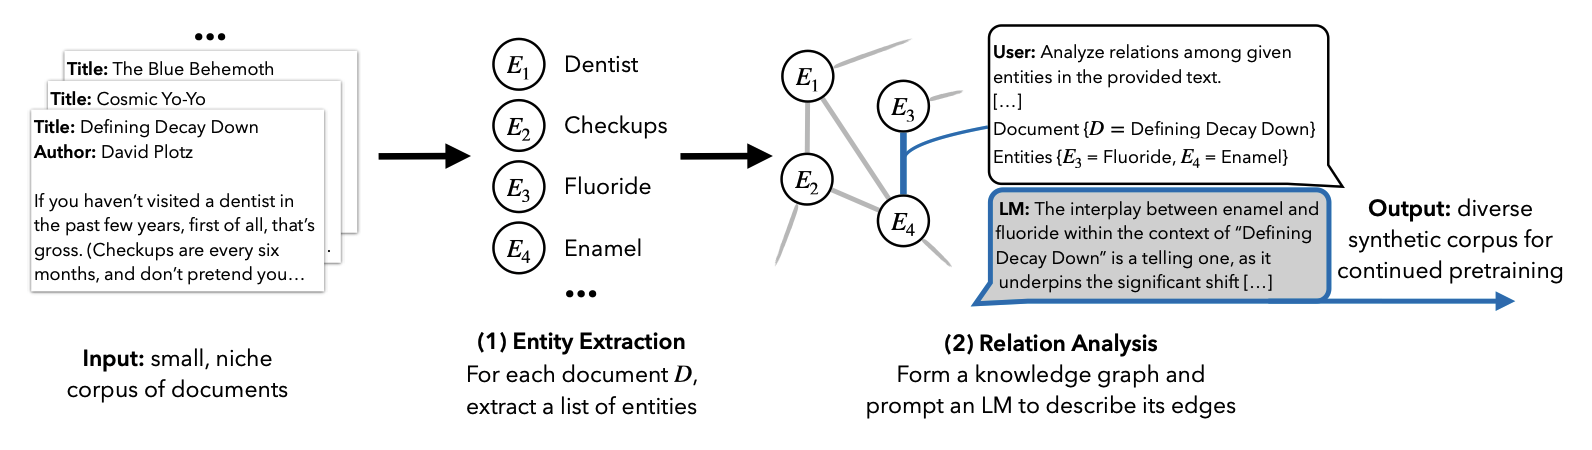 ...
Title: The Blue Behemoth
Title: Cosmic Yo-Yo
Title: Defining Decay Down
Author: David Plotz
If you haven't visited a dentist in
the past few years, first of all, that's
gross. (Checkups are every six
months, and don't pretend you...
.
Input: small, niche
corpus of documents
E1 Dentist
E2 Checkups
E3 Fluoride
E4 Enamel
...
(1) Entity Extraction
For each document D,
extract a list of entities
E1
E3
E2
E4
User: Analyze relations among given
entities in the provided text.
[...]
Document {D = Defining Decay Down}
Entities {E3 = Fluoride, E4 = Enamel}
LM: The interplay between enamel and
fluoride within the context of “Defining
Decay Down” is a telling one, as it
underpins the significant shift [...]
(2) Relation Analysis
Form a knowledge graph and
prompt an LM to describe its edges
Output: diverse
synthetic corpus for
continued pretraining